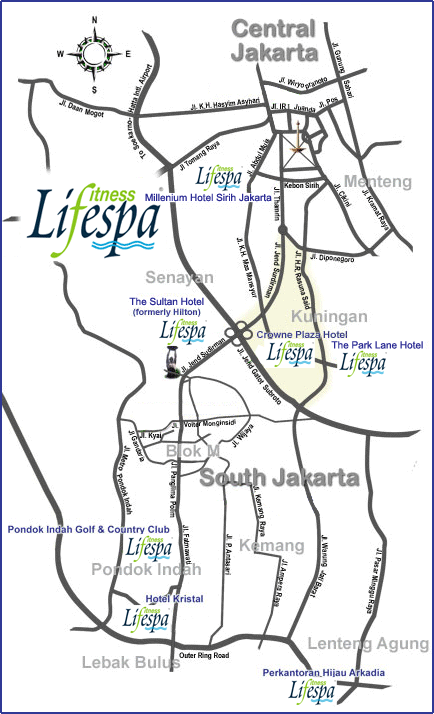 Central
Jakarta
N
W
E
S
Jl. Gunung
Sahari
Jl. Wiryopranoto
Jl. K.H. Hasyim Asyhari
Jl. IR I Juanda
Jl. Pos
Jl. Daan Mogot
To Soekarno-Hatta Intl. Airport
Jl Tomang Raya
Jl. Abdul Muis
fitness
Lifespa
Millenium Hotel Sirih Jakarta
Kebon Sirih
Menteng
Jl. Cikini
Jl. Kramat Raya
Jl. Thamrin
fitness
Lifespa
Jl. K.H. Mas Mansyur
Jl. Jend Surdirman
Jl. Diponegoro
Jl. H.R. Rasuna Said
Senayan
The Sultan Hotel
(formerly Hilton)
fitness
Lifespa
Kuningan
Crowne Plaza Hotel
fitness
Lifespa
The Park Lane Hotel
fitness
Lifespa
Jl. Jend Sudirman
Jl. Jend Gatot Subroto
Jl. Wolter Monginsidi
Jl. Kyai
Jl. Wijaya
Jl Gandaria
Blok M
Jl. Metro Pondok Indah
Jl. Panglima Polim
South Jakarta
Jl. Kemang Raya
Pondok Indah Golf & Country Club
fitness
Lifespa
Jl. Fatmawati
Jl. P. Antasari
Kemang
Jl. Ampera Raya
Jl. Warung Jati Barat
Jl. Pasar Minggu Raya
Pondok Indah
Hotel Kristal
fitness
Lifespa
Lenteng Agung
Outer Ring Road
Lebak Bulus
Perkantoran Hijau Arkadia
fitness
Lifespa